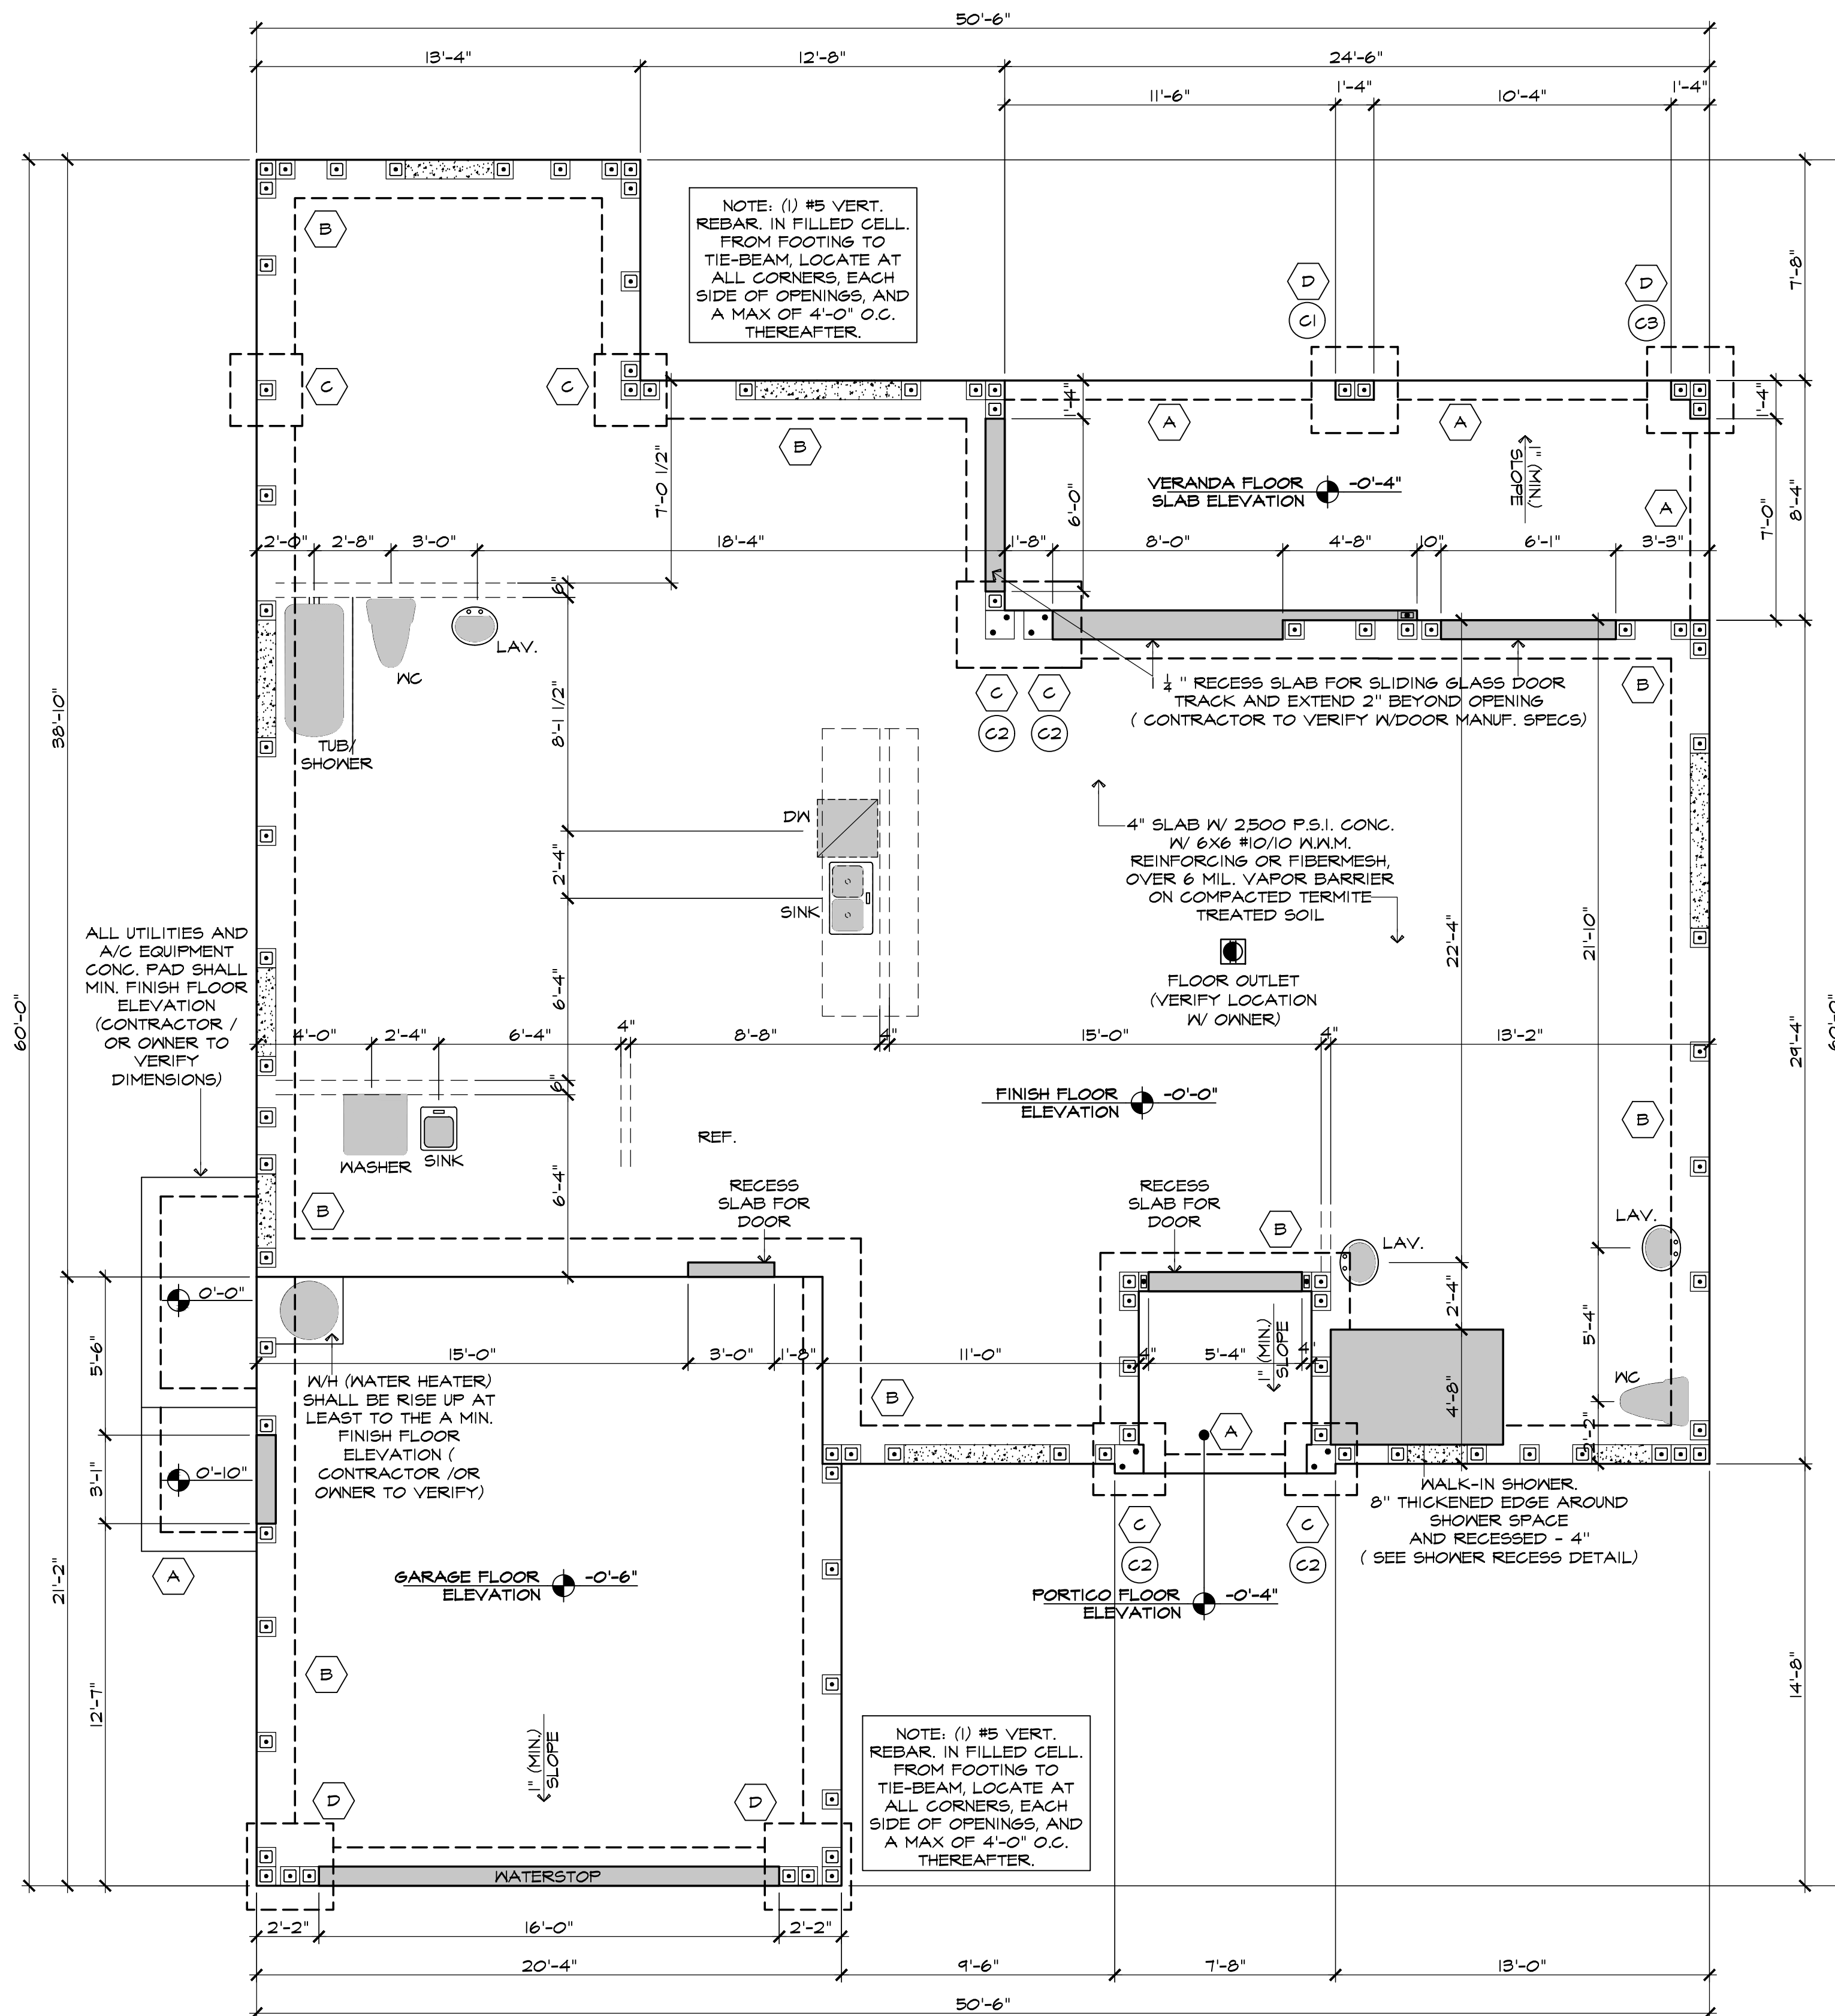 50'-6"
13'-4"
12'-8"
24'-6"
11'-6"
1'-4"
10'-4"
1'-4"
NOTE: (1) #5 VERT.
REBAR. IN FILLED CELL.
FROM FOOTING TO
TIE-BEAM, LOCATE AT
ALL CORNERS, EACH
SIDE OF OPENINGS, AND
A MAX OF 4'-0" O.C.
THEREAFTER.
B
D
C1
D
C3
7'-8"
C
C
B
1'-4"
A
A
1'-4"
7'-0 1/2"
6'-0"
VERANDA FLOOR
SLAB ELEVATION
-0'-4"
1" (MIN.)
SLOPE
A
7'-0"
8'-4"
2'-0"
2'-8"
3'-0"
18'-4"
1'-8"
8'-0"
4'-8"
10"
6'-1"
3'-3"
6"
LAV.
WC
TUB/
SHOWER
8'-1 1/2"
C
C
C2
C2
1 1/4 " RECESS SLAB FOR SLIDING GLASS DOOR
TRACK AND EXTEND 2" BEYOND OPENING
( CONTRACTOR TO VERIFY W/DOOR MANUF. SPECS)
B
38'-10"
DW
SINK
2'-4"
4" SLAB W/ 2,500 P.S.I. CONC.
W/ 6X6 #10/10 W.W.M.
REINFORCING OR FIBERMESH,
OVER 6 MIL. VAPOR BARRIER
ON COMPACTED TERMITE
TREATED SOIL
22'-4"
21'-10"
FLOOR OUTLET
(VERIFY LOCATION
W/ OWNER)
ALL UTILITIES AND
A/C EQUIPMENT
CONC. PAD SHALL
MIN. FINISH FLOOR
ELEVATION
(CONTRACTOR /
OR OWNER TO
VERIFY
DIMENSIONS)
60'-0"
6'-4"
4'-0"
2'-4"
6'-4"
4"
8'-8"
4"
15'-0"
4"
13'-2"
29'-4"
60'-0"
6"
FINISH FLOOR
ELEVATION
-0'-0"
B
WASHER
SINK
REF.
6'-4"
B
RECESS
SLAB FOR
DOOR
RECESS
SLAB FOR
DOOR
B
LAV.
LAV.
0'-0"
5'-6"
2'-4"
5'-4"
1" (MIN.)
SLOPE
15'-0"
3'-0"
1'-8"
11'-0"
4"
5'-4"
4"
W/H (WATER HEATER)
SHALL BE RISE UP AT
LEAST TO THE A MIN.
FINISH FLOOR
ELEVATION (
CONTRACTOR /OR
OWNER TO VERIFY)
B
A
4'-8"
WC
2'-2"
0'-10"
3'-1"
A
C
C
C2
C2
WALK-IN SHOWER.
8" THICKENED EDGE AROUND
SHOWER SPACE
AND RECESSED - 4"
( SEE SHOWER RECESS DETAIL)
21'-2"
GARAGE FLOOR
ELEVATION
-0'-6"
PORTICO FLOOR
ELEVATION
-0'-4"
B
12'-7"
14'-8"
1" (MIN.)
SLOPE
NOTE: (1) #5 VERT.
REBAR. IN FILLED CELL.
FROM FOOTING TO
TIE-BEAM, LOCATE AT
ALL CORNERS, EACH
SIDE OF OPENINGS, AND
A MAX OF 4'-0" O.C.
THEREAFTER.
D
D
WATERSTOP
2'-2"
16'-0"
2'-2"
20'-4"
9'-6"
7'-8"
13'-0"
50'-6"